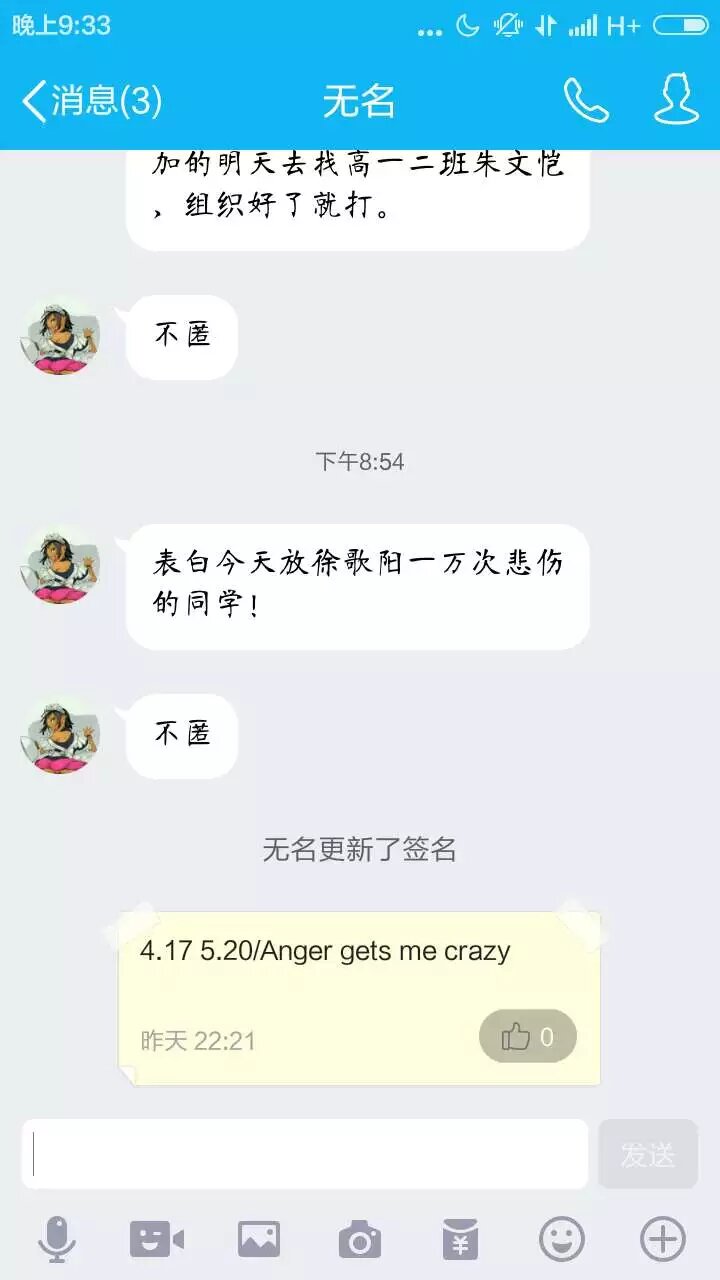 晚上9:33
H+
消息(3)
无名
加的明天去找高一二班朱文恺
，组织好了就打。
不匿
下午8:54
表白今天放徐歌阳一万次悲伤
的同学！
不匿
无名更新了签名
4.17 5.20/Anger gets me crazy
昨天 22:21
0
发送